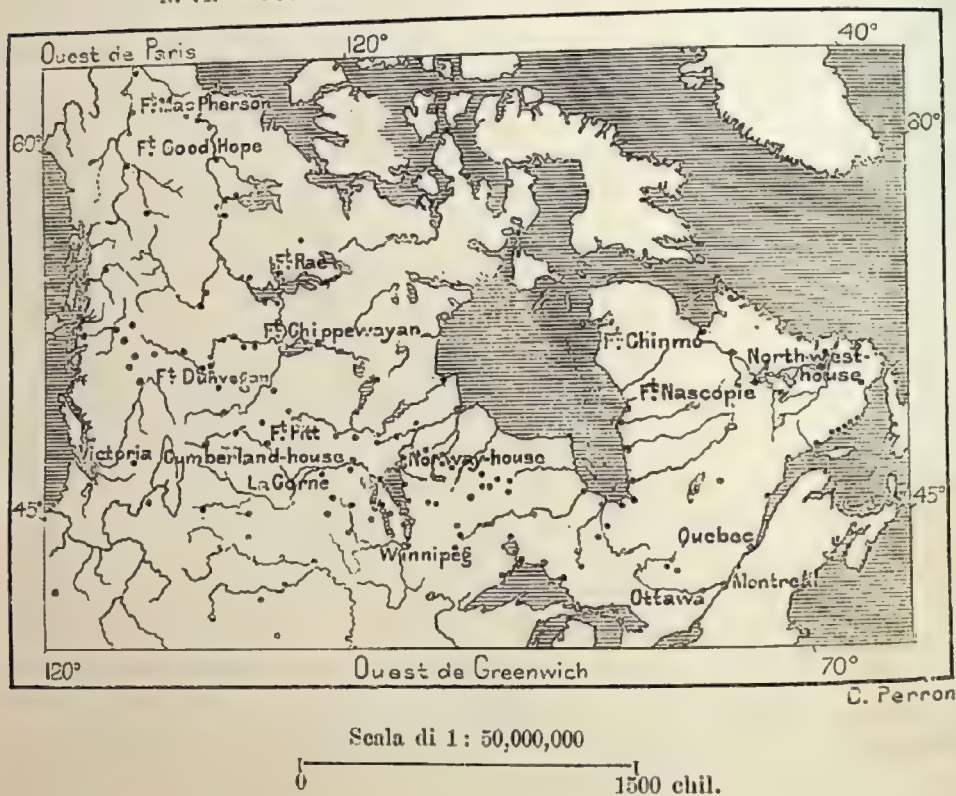 Ouest de Paris 120° 40°
Ft. MacPherson
60° Ft. Good Hope 60°
Ft. Rae
Ft. Chippewayan
Ft. Chinmo
North-west-house
Ft. Dunvegan
Ft. Nascopie
Ft. Pitt
Victoria Cumberland-house Norway-house
La Corne
45° 45°
Winnipeg
Quebec
Ottawa Montreal
120° Ouest de Greenwich 70°
C. Perron
Scala di 1: 50,000,000
0 1500 chil.